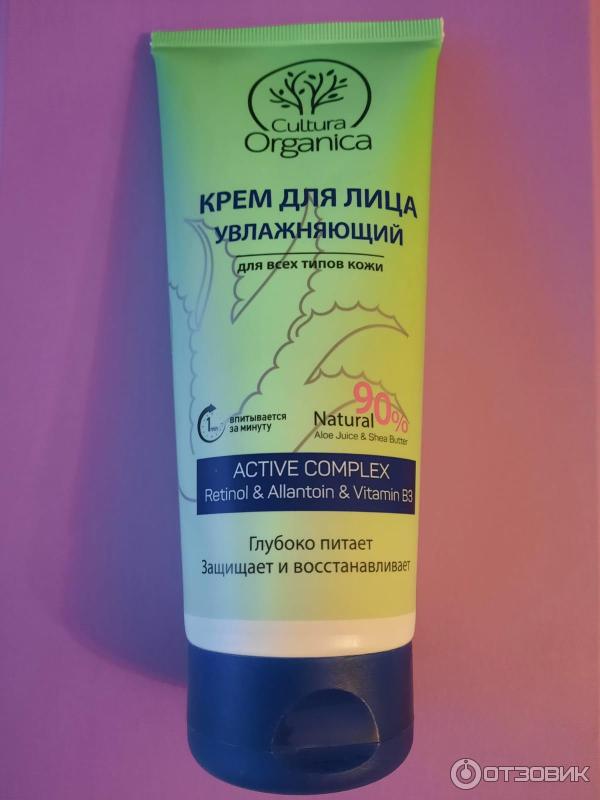 Cultura
Organica
КРЕМ ДЛЯ ЛИЦА
УВЛАЖНЯЮЩИЙ
для всех типов кожи
1min
впитывается
за минуту
90%
Natural
Aloe Juice & Shea Butter
ACTIVE COMPLEX
Retinol & Allantoin & Vitamin B3
Глубоко питает
Защищает и восстанавливает
ОТЗОВИК